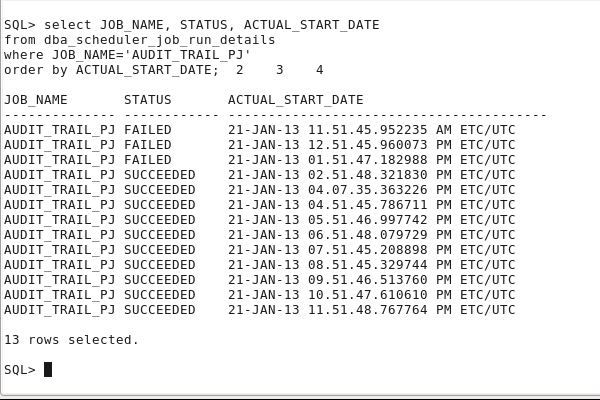 SQL> select JOB_NAME, STATUS, ACTUAL_START_DATE
from dba_scheduler_job_run_details
where JOB_NAME='AUDIT_TRAIL_PJ'
order by ACTUAL_START_DATE;  2    3    4
JOB_NAME       STATUS       ACTUAL_START_DATE
-------------- ------------ ----------------------------------------
AUDIT_TRAIL_PJ FAILED       21-JAN-13 11.51.45.952235 AM ETC/UTC
AUDIT_TRAIL_PJ FAILED       21-JAN-13 12.51.45.960073 PM ETC/UTC
AUDIT_TRAIL_PJ FAILED       21-JAN-13 01.51.47.182988 PM ETC/UTC
AUDIT_TRAIL_PJ SUCCEEDED    21-JAN-13 02.51.48.321830 PM ETC/UTC
AUDIT_TRAIL_PJ SUCCEEDED    21-JAN-13 04.07.35.363226 PM ETC/UTC
AUDIT_TRAIL_PJ SUCCEEDED    21-JAN-13 04.51.45.786711 PM ETC/UTC
AUDIT_TRAIL_PJ SUCCEEDED    21-JAN-13 05.51.46.997742 PM ETC/UTC
AUDIT_TRAIL_PJ SUCCEEDED    21-JAN-13 06.51.48.079729 PM ETC/UTC
AUDIT_TRAIL_PJ SUCCEEDED    21-JAN-13 07.51.45.208898 PM ETC/UTC
AUDIT_TRAIL_PJ SUCCEEDED    21-JAN-13 08.51.45.329744 PM ETC/UTC
AUDIT_TRAIL_PJ SUCCEEDED    21-JAN-13 09.51.46.513760 PM ETC/UTC
AUDIT_TRAIL_PJ SUCCEEDED    21-JAN-13 10.51.47.610610 PM ETC/UTC
AUDIT_TRAIL_PJ SUCCEEDED    21-JAN-13 11.51.48.768764 PM ETC/UTC
13 rows selected.
SQL>